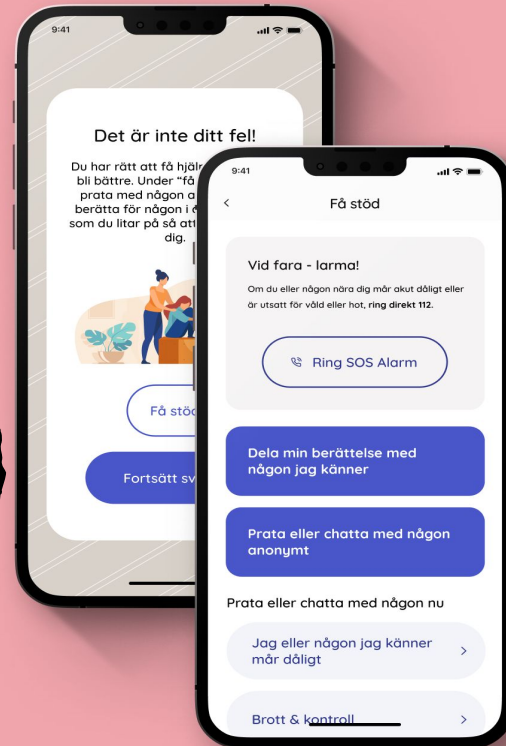 9:41
Det är inte ditt fel!
Du har rätt att få
bli bättre. Under "få
prata med någon
berätta för någon i
som du litar på så att
dig.
Få
Fortsätt
9:41
Få stöd
Vid fara - larma!
Om du eller någon nära dig mår akut dåligt eller
är utsatt för våld eller hot, ring direkt 112.
Ring SOS Alarm
Dela min berättelse med
någon jag känner
Prata eller chatta med någon
anonymt
Prata eller chatta med någon nu
Jag eller någon jag känner
mår dåligt
Brott & kontroll